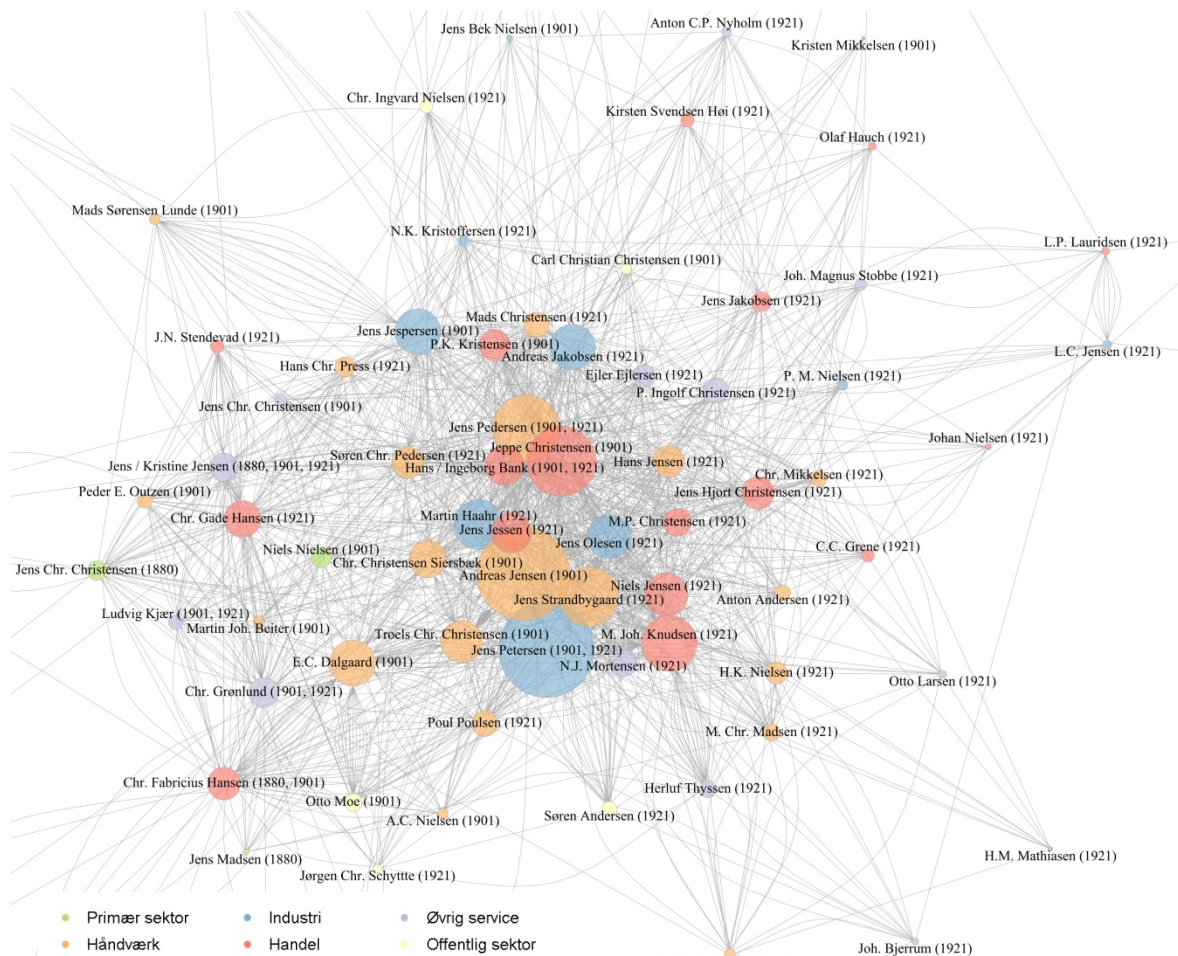 Anton C.P. Nyholm (1921)
Jens Bek Nielsen (1901)
Kristen Mikkelsen (1901)
Chr. Ingvard Nielsen (1921)
Kirsten Svendsen Høi (1921)
Olaf Hauch (1921)
Mads Sørensen Lunde (1901)
N.K. Kristoffersen (1921)
L.P. Lauridsen (1921)
Carl Christian Christensen (1901)
Joh. Magnus Stobbe (1921)
Jens Jakobsen (1921)
Mads Christensen (1921)
Jens Jespersen (1901)
J.N. Stendevad (1921)
P.K. Kristensen (1901)
L.C. Jensen (1921)
Andreas Jakobsen (1921)
Hans Chr. Press (1921)
Ejler Ejlersen (1921)
P. M. Nielsen (1921)
P. Ingolf Christensen (1921)
Jens Chr. Christensen (1901)
Jens Pedersen (1901, 1921)
Johan Nielsen (1921)
Jeppe Christensen (1901)
Søren Chr. Pedersen (1921)
Hans Jensen (1921)
Jens / Kristine Jensen (1880, 1901, 1921)
Hans / Ingeborg Bank (1901, 1921)
Chr. Mikkelsen (1921)
Peder E. Outzen (1901)
Jens Hjort Christensen (1921)
Martin Haahr (1921)
Chr. Gade Hansen (1921)
M.P. Christensen (1921)
Jens Jessen (1921)
Jens Olesen (1921)
Niels Nielsen (1901)
C.C. Grene (1921)
Chr. Christensen Siersbæk (1901)
Jens Chr. Christensen (1880)
Andreas Jensen (1901)
Niels Jensen (1921)
Jens Strandbygaard (1921)
Anton Andersen (1921)
Ludvig Kjær (1901, 1921)
Martin Joh. Beiter (1901)
Troels Chr. Christensen (1901)
M. Joh. Knudsen (1921)
Jens Petersen (1901, 1921)
E.C. Dalgaard (1901)
N.J. Mortensen (1921)
H.K. Nielsen (1921)
Otto Larsen (1921)
Chr. Grønlund (1901, 1921)
Poul Poulsen (1921)
M. Chr. Madsen (1921)
Chr. Fabricius Hansen (1880, 1901)
Herluf Thyssen (1921)
Otto Moe (1901)
Søren Andersen (1921)
A.C. Nielsen (1901)
Jens Madsen (1880)
H.M. Mathiasen (1921)
Jørgen Chr. Schyttte (1921)
Primær sektor
Industri
Øvrig service
Håndværk
Handel
Offentlig sektor
Joh. Bjerrum (1921)